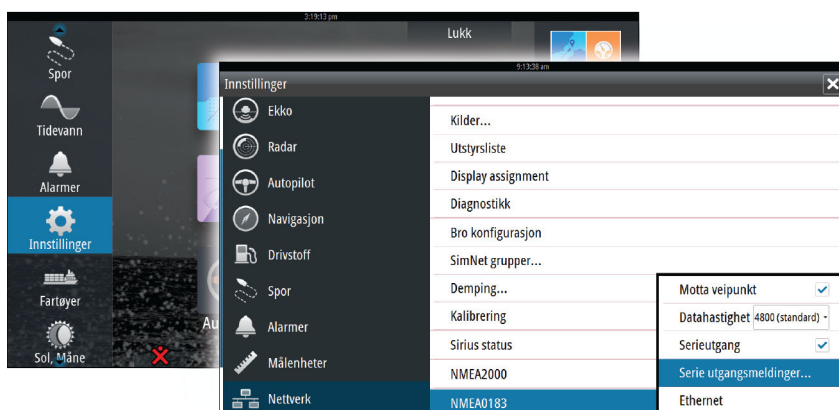 3:19:13 pm
Lukk
Spor
Tidevann
Alarmer
Innstillinger
Fartøyer
Sol, Måne
Au
9:13:38 am
Innstillinger
Ekko
Radar
Autopilot
Navigasjon
Drivstoff
Spor
Alarmer
Målenheter
Nettverk
Kilder...
Utstyrsliste
Display assignment
Diagnostikk
Bro konfigurasjon
SimNet grupper...
Demping...
Kalibrering
Sirius status
NMEA2000
NMEA0183
Motta veipunkt
Datahastighet 4800 (standard)
Serieutgang
Serie utgangsmeldinger...
Ethernet